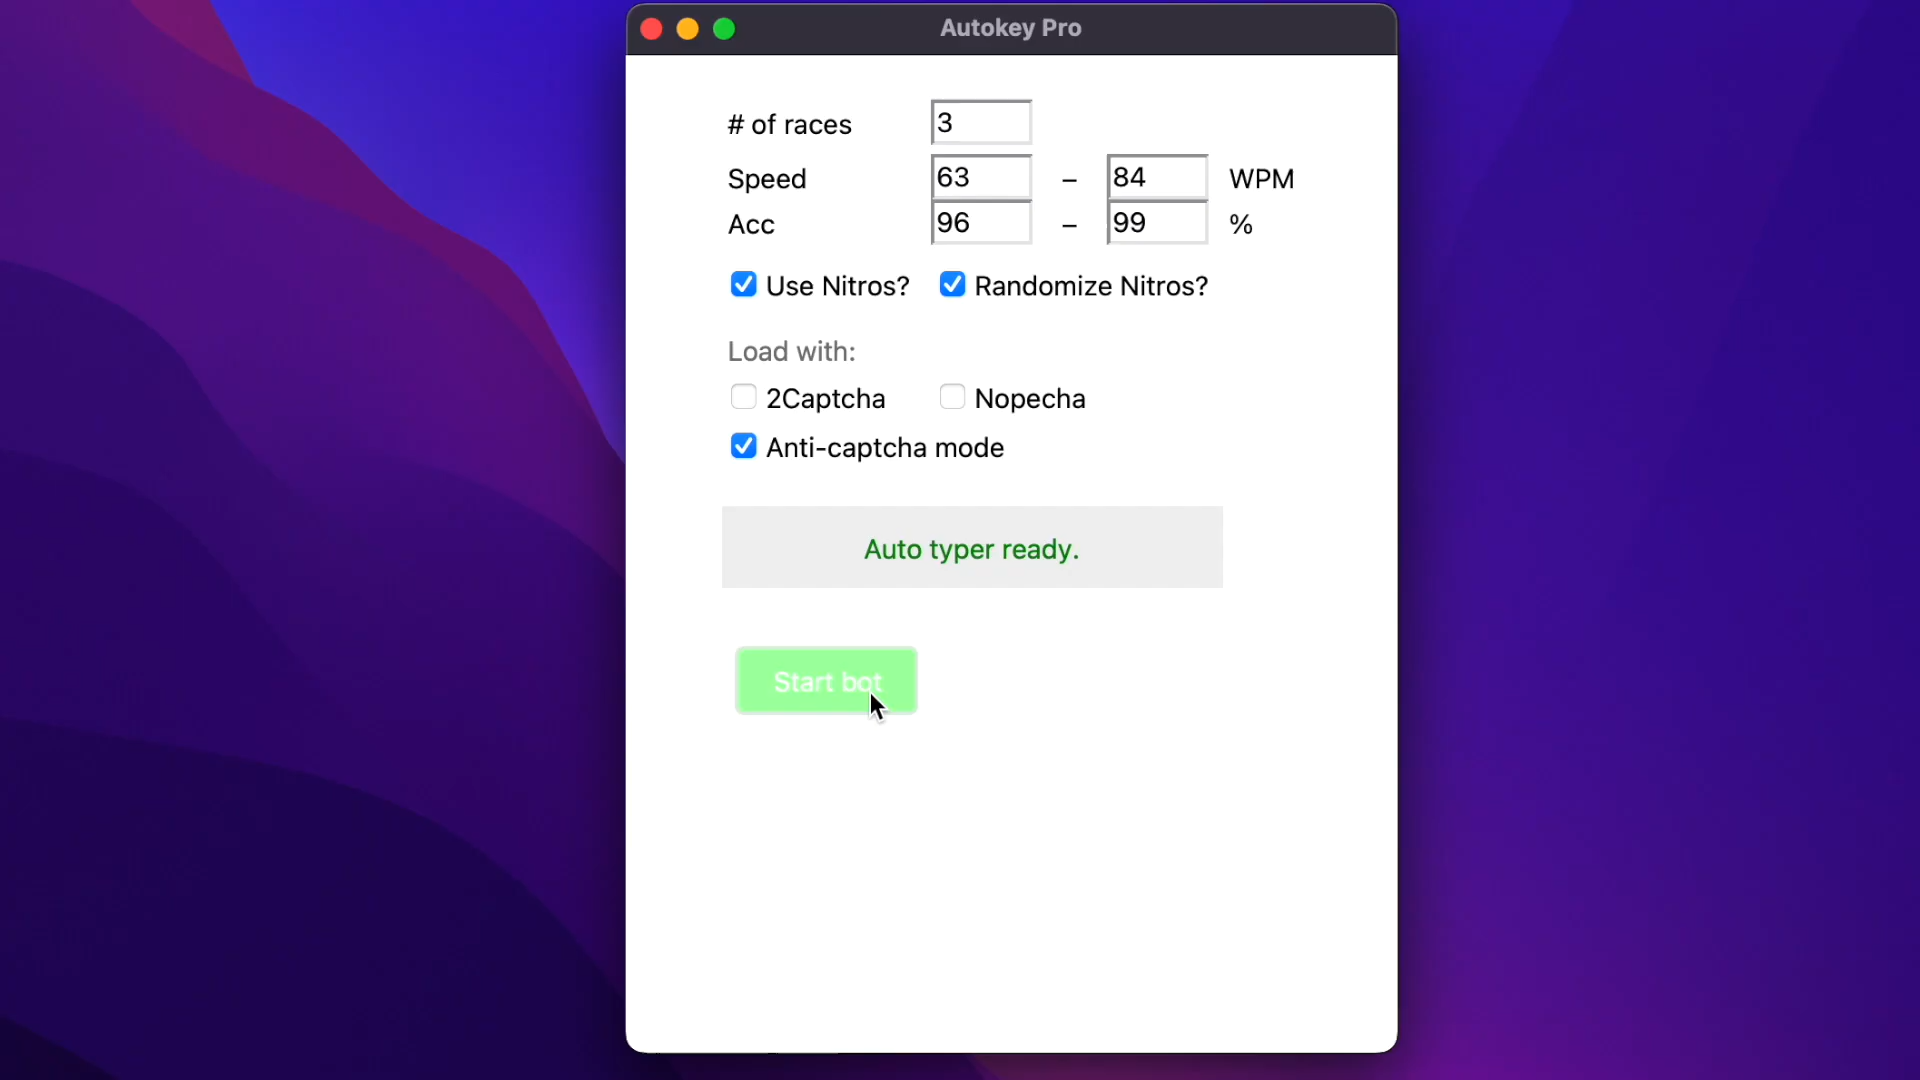 Autokey Pro
# of races 3
Speed 63 – 84 WPM
Acc 96 – 99 %
Use Nitros? Randomize Nitros?
Load with:
2Captcha Nopecha
Anti-captcha mode
Auto typer ready.
Start bot